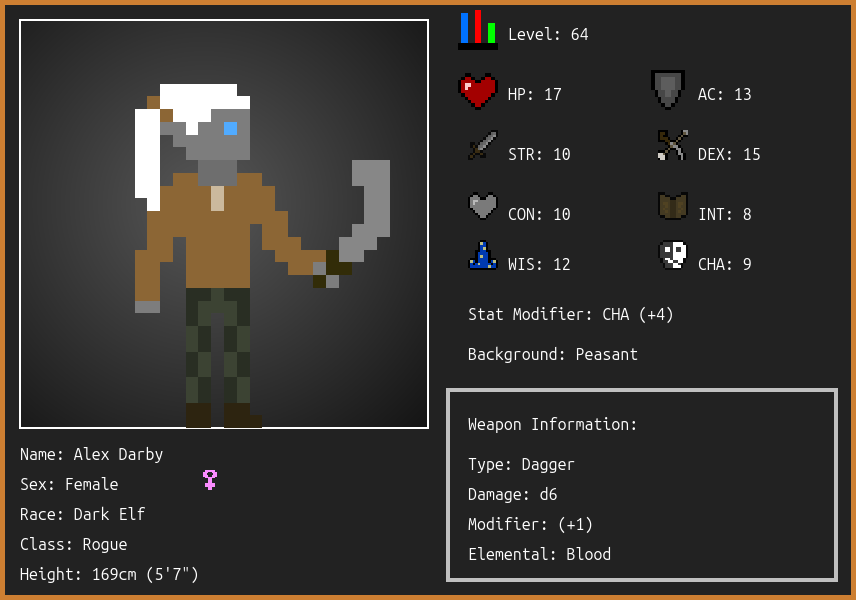 Level: 64
HP: 17
AC: 13
STR: 10
DEX: 15
CON: 10
INT: 8
WIS: 12
CHA: 9
Stat Modifier: CHA (+4)
Background: Peasant
Weapon Information:
Type: Dagger
Damage: d6
Modifier: (+1)
Elemental: Blood
Name: Alex Darby
Sex: Female
Race: Dark Elf
Class: Rogue
Height: 169cm (5'7")